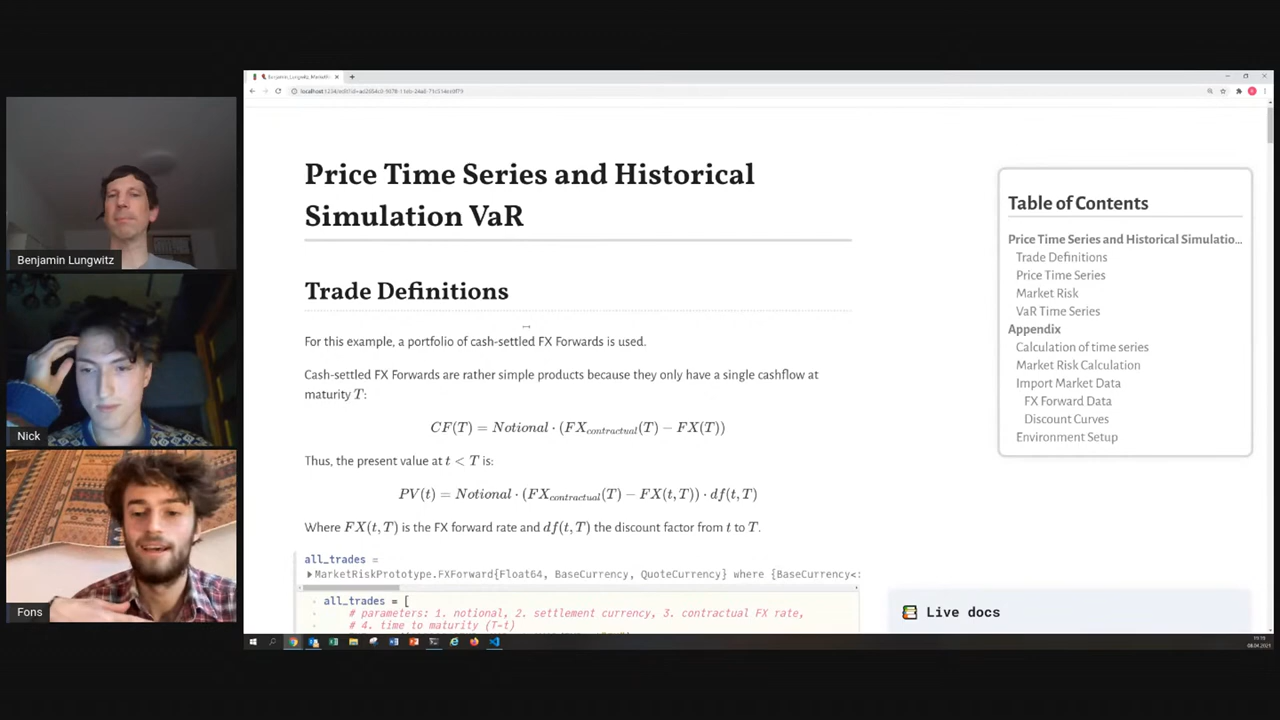 Benjamin Lungwitz
Nick
Fons
Price Time Series and Historical
Simulation VaR
Trade Definitions
For this example, a portfolio of cash-settled FX Forwards is used.
Cash-settled FX Forwards are rather simple products because they only have a single cashflow at
maturity T:
CF(T) = Notional · (FX_contractual(T) − FX(T))
Thus, the present value at t < T is:
PV(t) = Notional · (FX_contractual(T) − FX(t, T)) · df(t, T)
Where FX(t, T) is the FX forward rate and df(t, T) the discount factor from t to T.
all_trades =
MarketRiskPrototype.FXForward{Float64, BaseCurrency, QuoteCurrency} where {BaseCurrency<:
all_trades = [
# parameters: 1. notional, 2. settlement currency, 3. contractual FX rate,
# 4. time to maturity (T-t)
Table of Contents
Price Time Series and Historical Simulatio...
Trade Definitions
Price Time Series
Market Risk
VaR Time Series
Appendix
Calculation of time series
Market Risk Calculation
Import Market Data
FX Forward Data
Discount Curves
Environment Setup
Live docs
08.04.2021